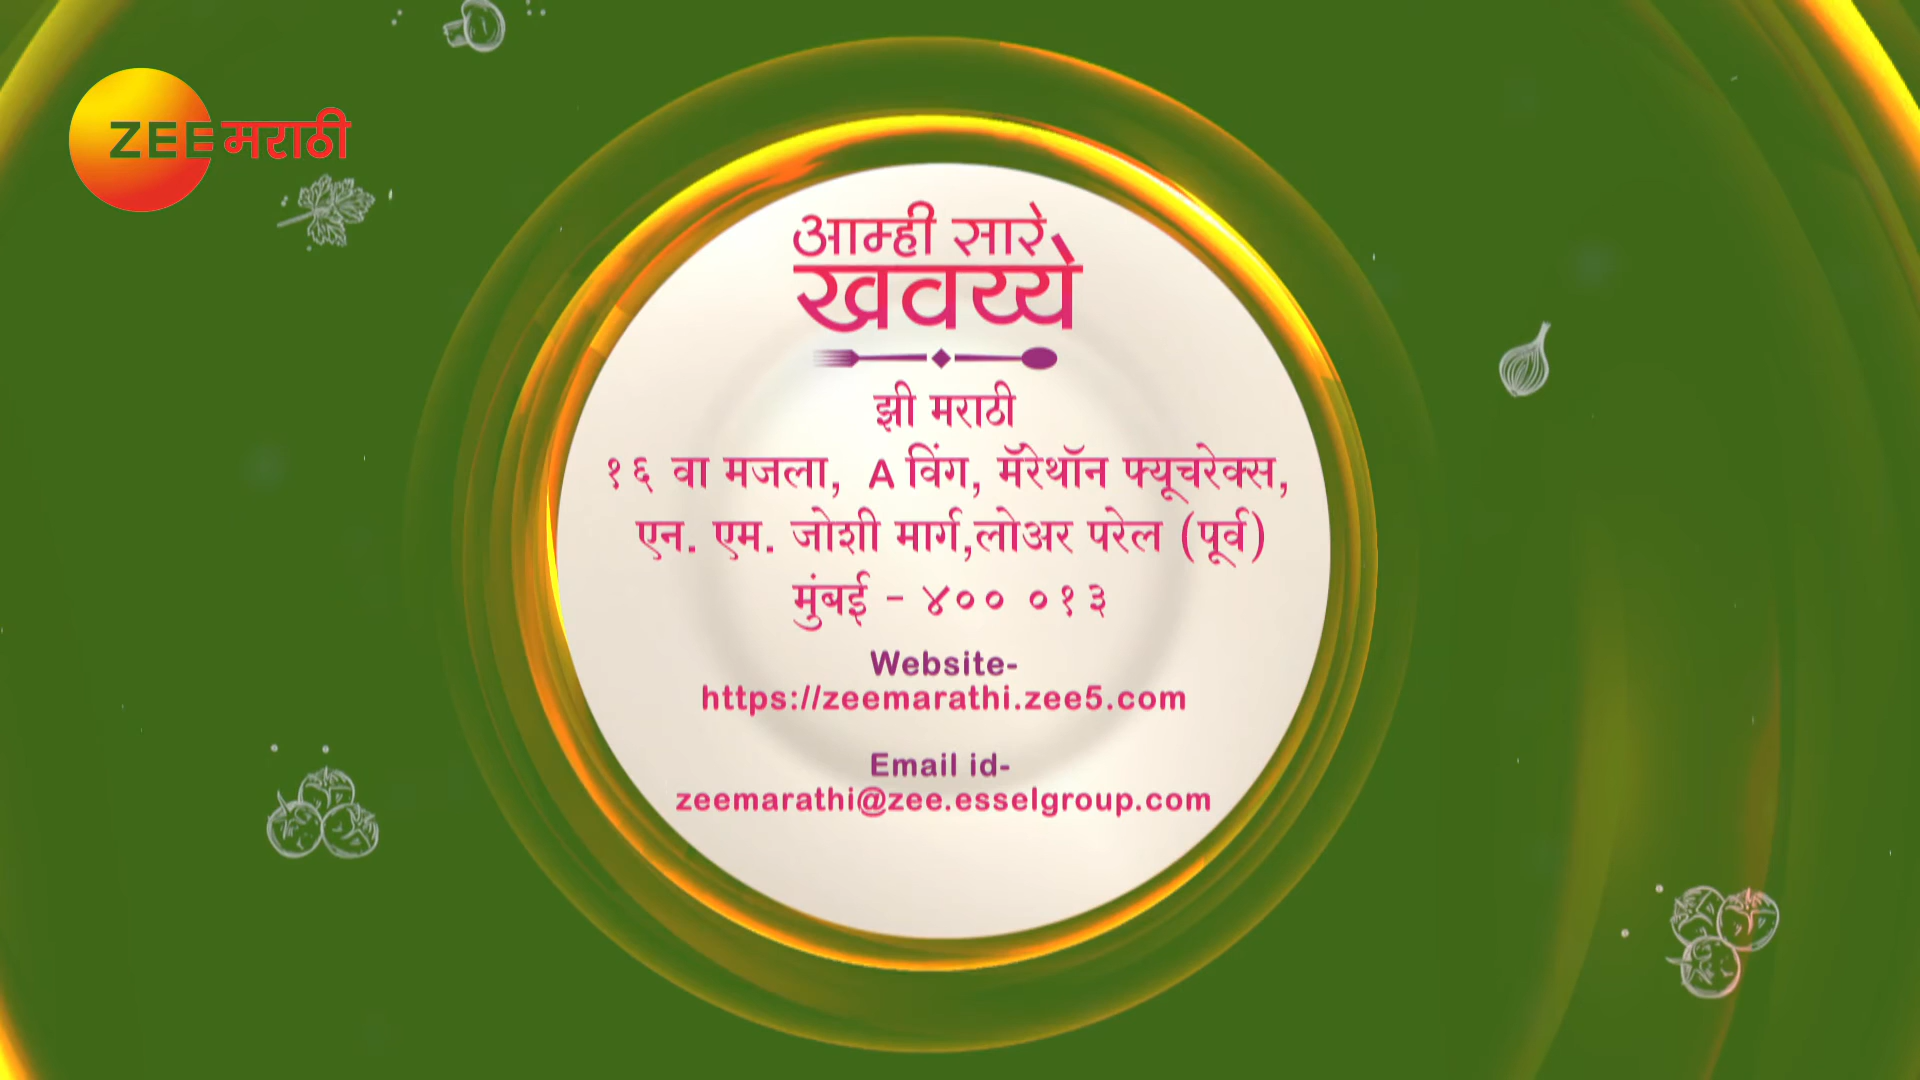 ZEE मराठी
आम्ही सारे
खवय्ये
झी मराठी
१६ वा मजला, A विंग, मॅरेथॉन फ्यूचरेक्स,
एन. एम. जोशी मार्ग,लोअर परेल (पूर्व)
मुंबई - ४०० ०१३
Website-
https://zeemarathi.zee5.com
Email id-
zeemarathi@zee.esselgroup.com